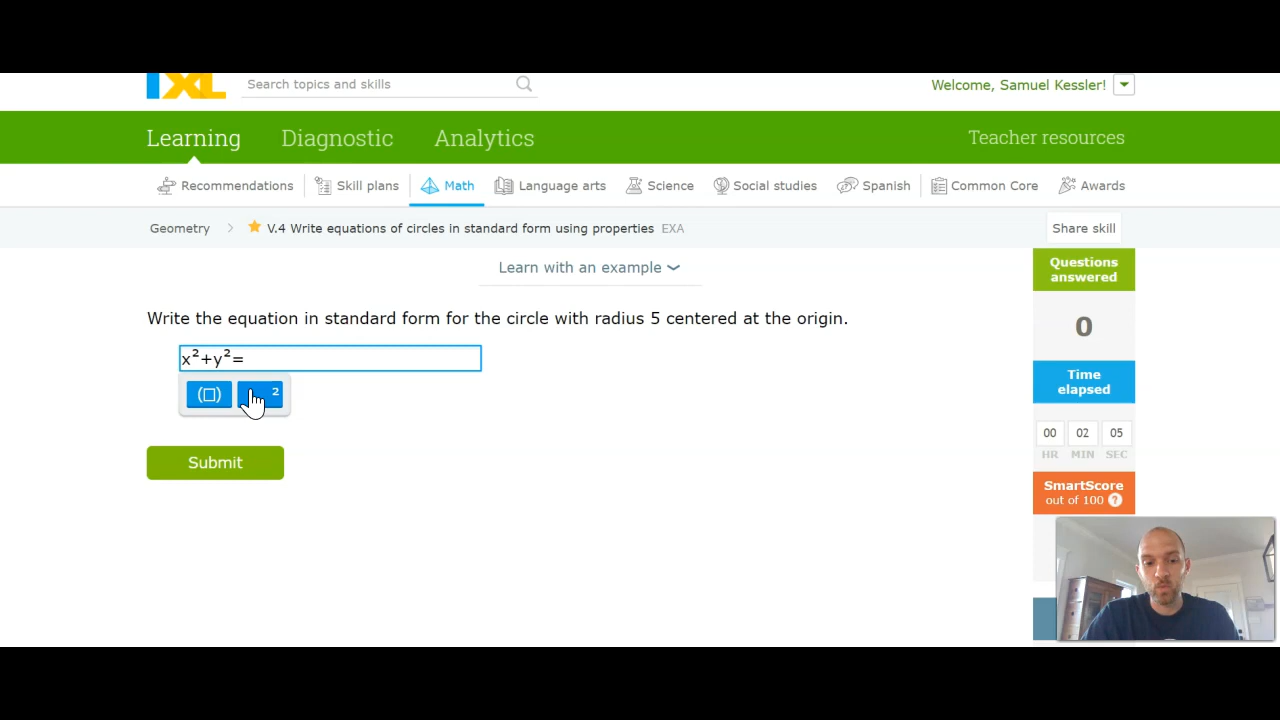 IXL
Search topics and skills
Welcome, Samuel Kessler!
Learning Diagnostic Analytics Teacher resources
Recommendations Skill plans Math Language arts Science Social studies Spanish Common Core Awards
Geometry > V.4 Write equations of circles in standard form using properties EXA
Share skill
Learn with an example
Questions
answered
0
Time
elapsed
00 02 05
HR MIN SEC
SmartScore
out of 100 ?
Write the equation in standard form for the circle with radius 5 centered at the origin.
x²+y²=
(□) ²
Submit